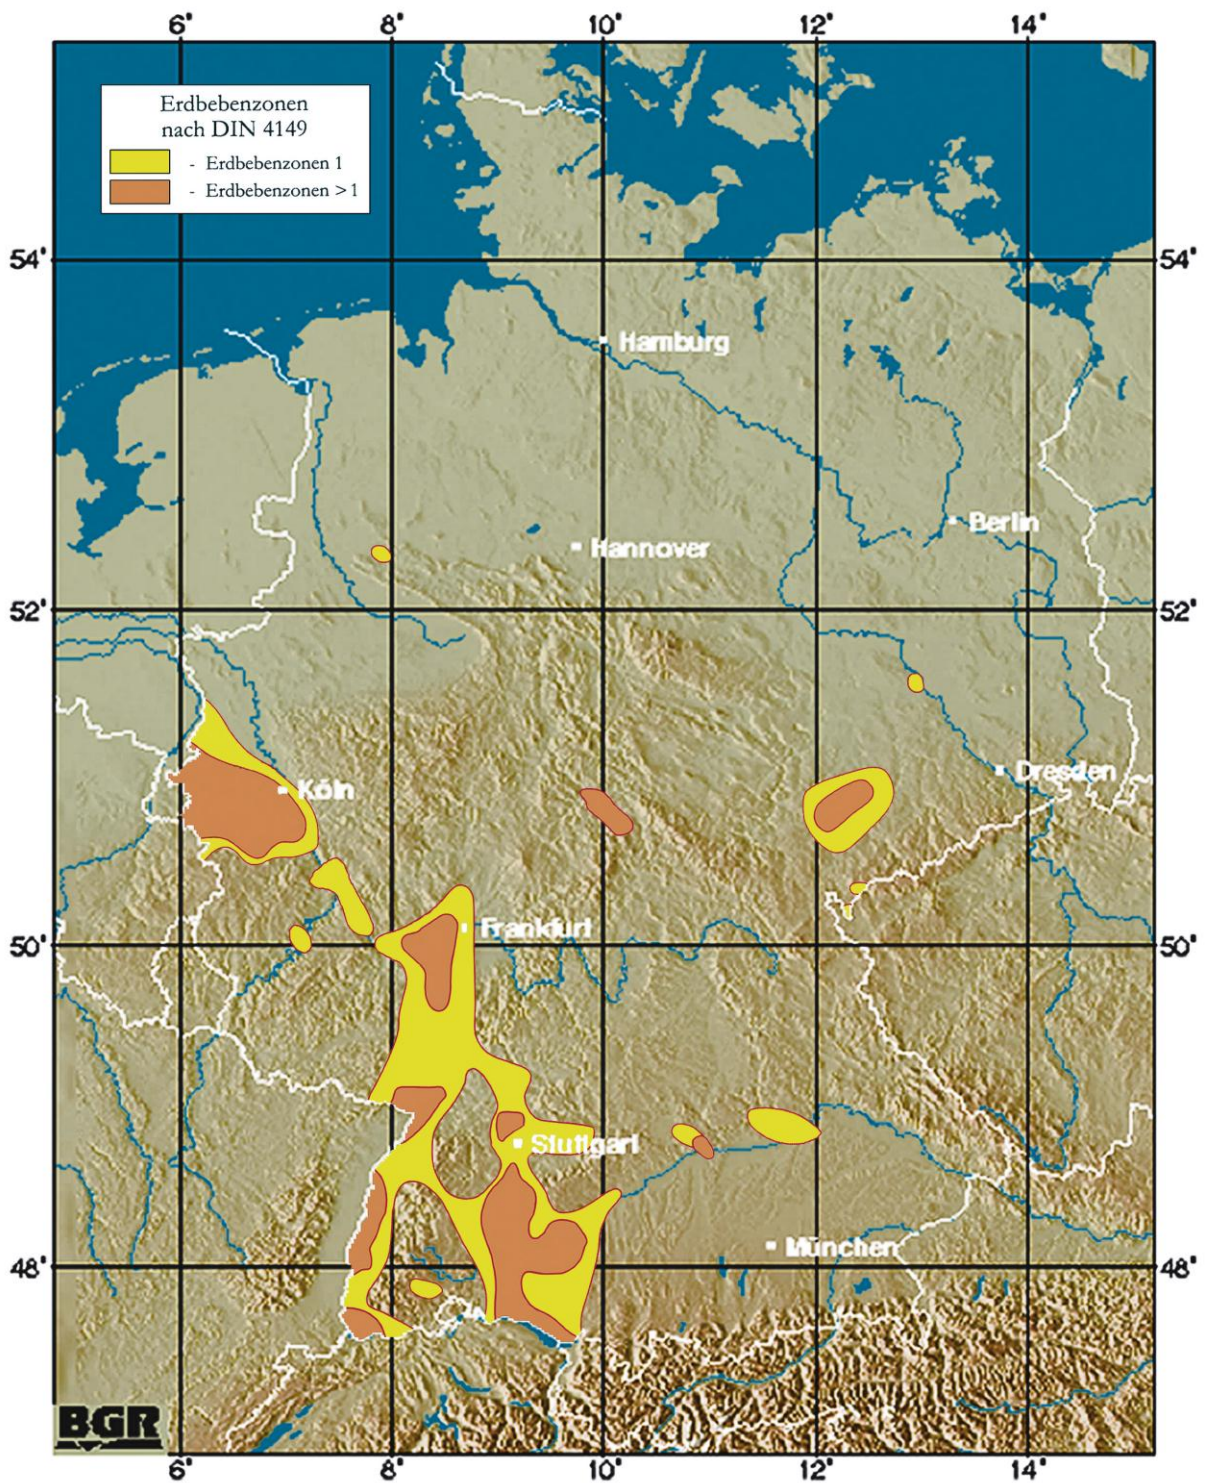 6° 8° 10° 12° 14°
Erdbebenzonen
nach DIN 4149
- Erdbebenzonen 1
- Erdbebenzonen > 1
54° 54°
Hamburg
Berlin
Hannover
52° 52°
Dresden
Köln
Frankfurt
50° 50°
Stuttgart
München
48° 48°
BGR
6° 8° 10° 12° 14°